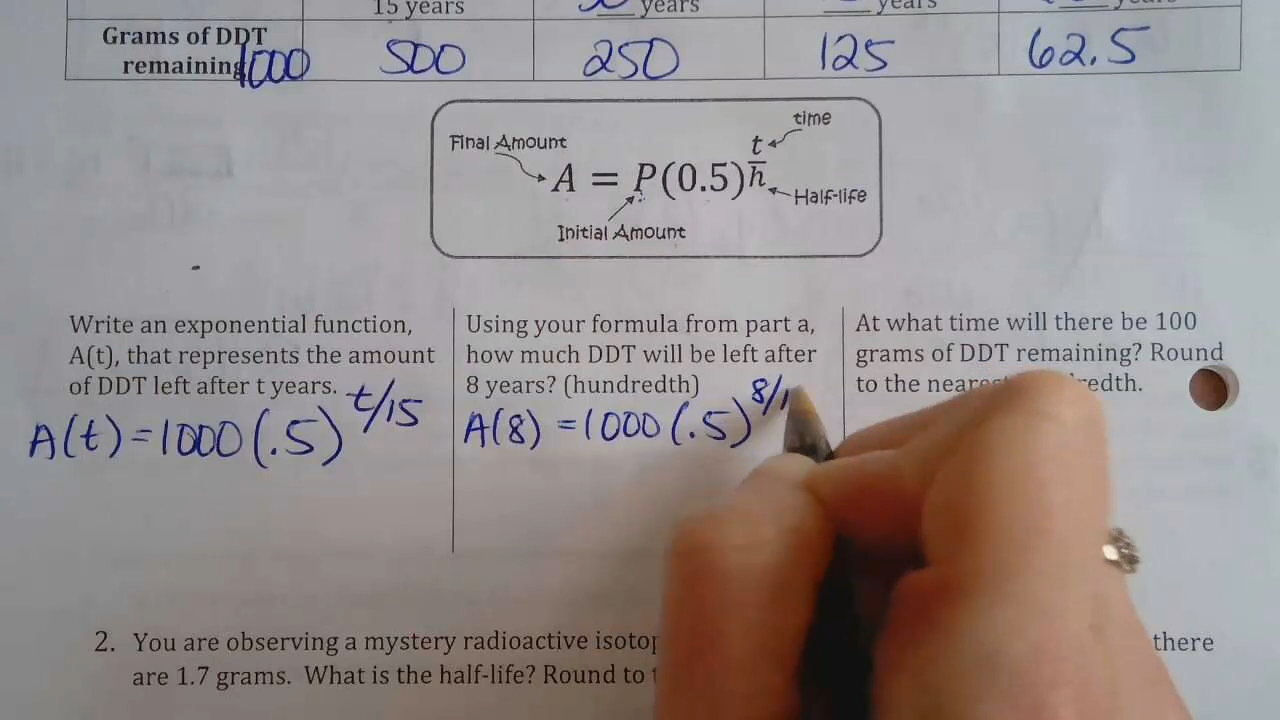 15 years
years
years
years
Grams of DDT
remaining 1000 500 250 125 62.5
time
Final Amount
t
A = P(0.5)
h
Half-life
Initial Amount
Write an exponential function,
A(t), that represents the amount
of DDT left after t years.
A(t) = 1000 (.5) t/15
Using your formula from part a,
how much DDT will be left after
8 years? (hundredth)
A(8) = 1000 (.5) 8/1
At what time will there be 100
grams of DDT remaining? Round
to the
2. You are observing a mystery radioactive there
are 1.7 grams. What is the half-life? Round to